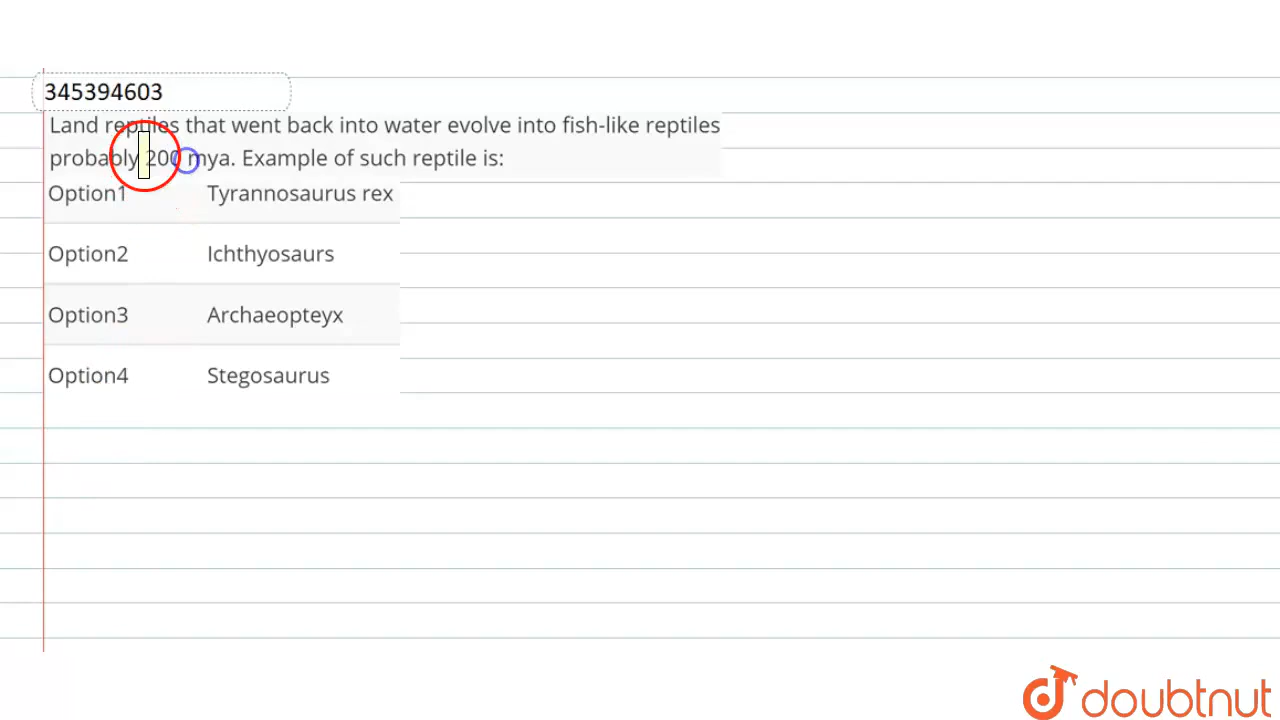 345394603
Land reptiles that went back into water evolve into fish-like reptiles
probably 200 mya. Example of such reptile is:
Option1 Tyrannosaurus rex
Option2 Ichthyosaurs
Option3 Archaeopteyx
Option4 Stegosaurus
doubtnut